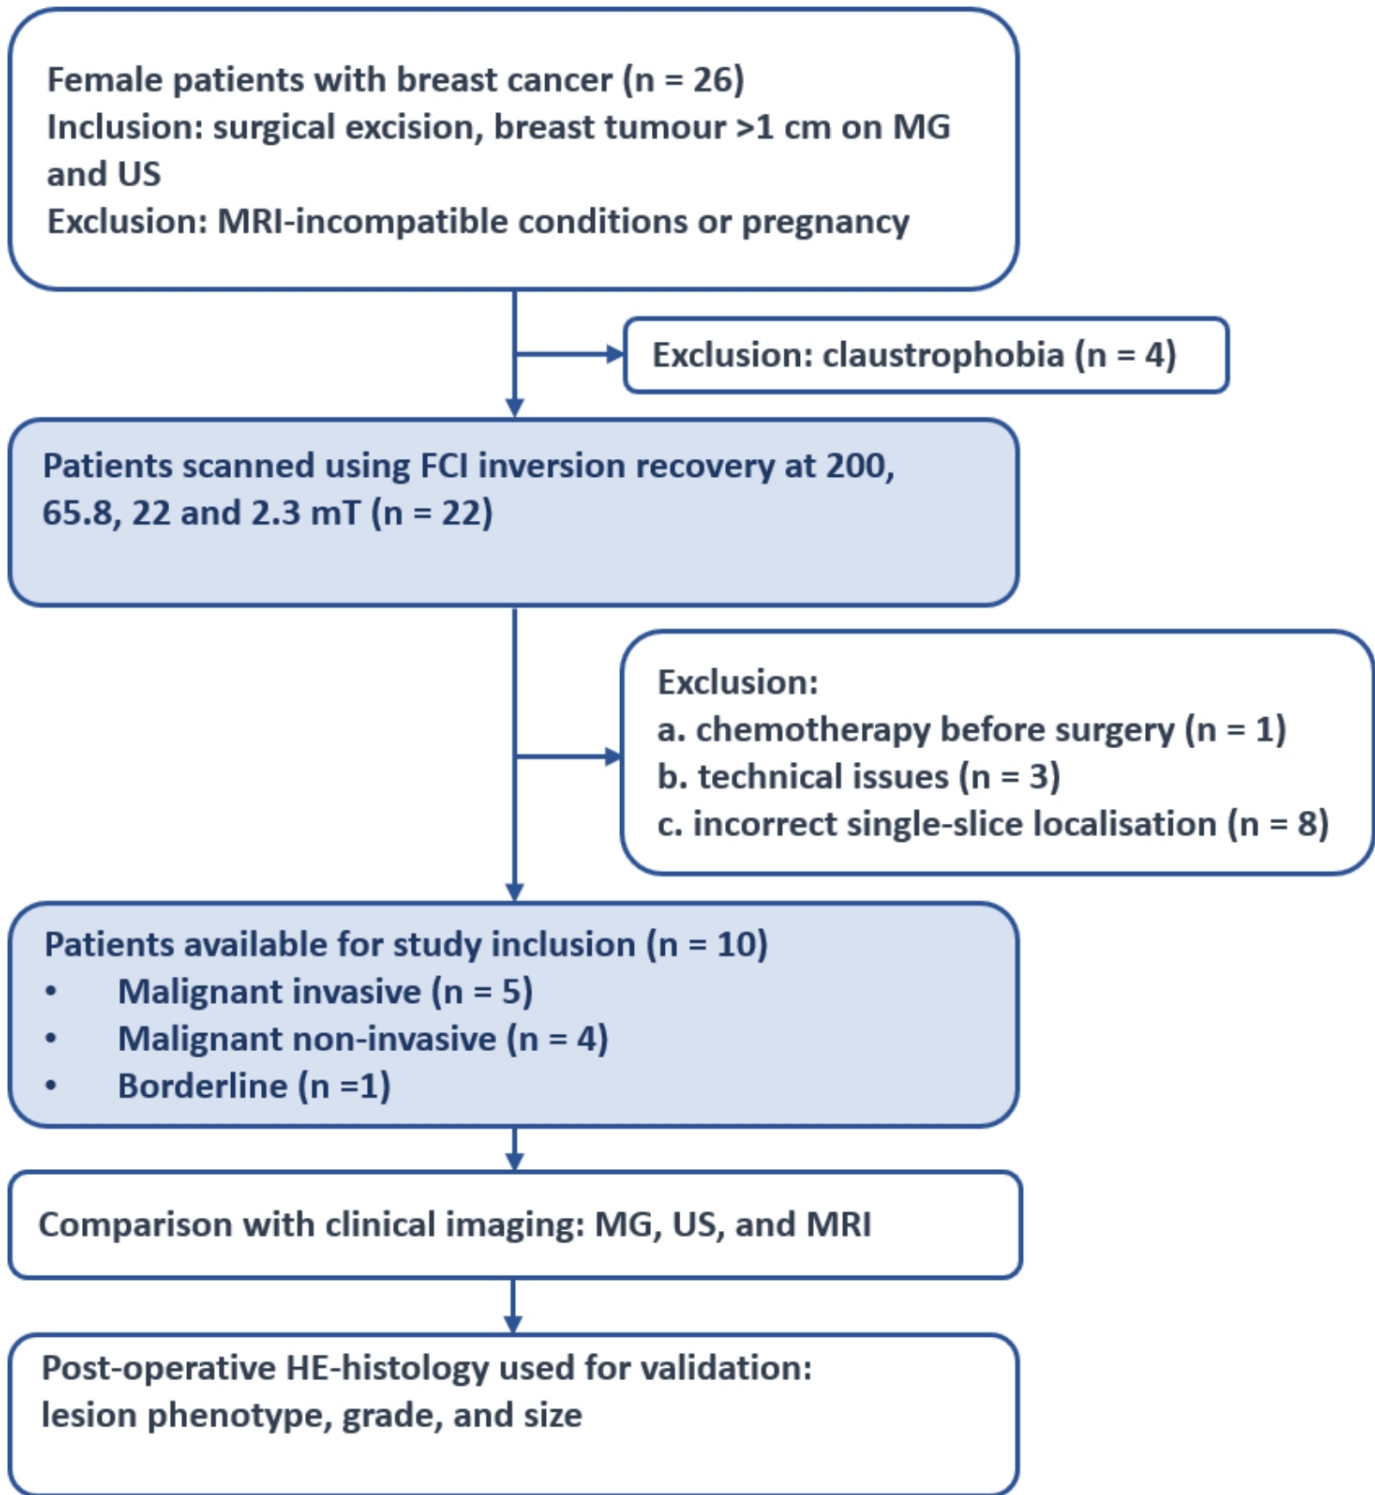 Female patients with breast cancer (n = 26)
Inclusion: surgical excision, breast tumour >1 cm on MG
and US
Exclusion: MRI-incompatible conditions or pregnancy
Exclusion: claustrophobia (n = 4)
Patients scanned using FCI inversion recovery at 200,
65.8, 22 and 2.3 mT (n = 22)
Exclusion:
a. chemotherapy before surgery (n = 1)
b. technical issues (n = 3)
c. incorrect single-slice localisation (n = 8)
Patients available for study inclusion (n = 10)
• Malignant invasive (n = 5)
• Malignant non-invasive (n = 4)
• Borderline (n =1)
Comparison with clinical imaging: MG, US, and MRI
Post-operative HE-histology used for validation:
lesion phenotype, grade, and size